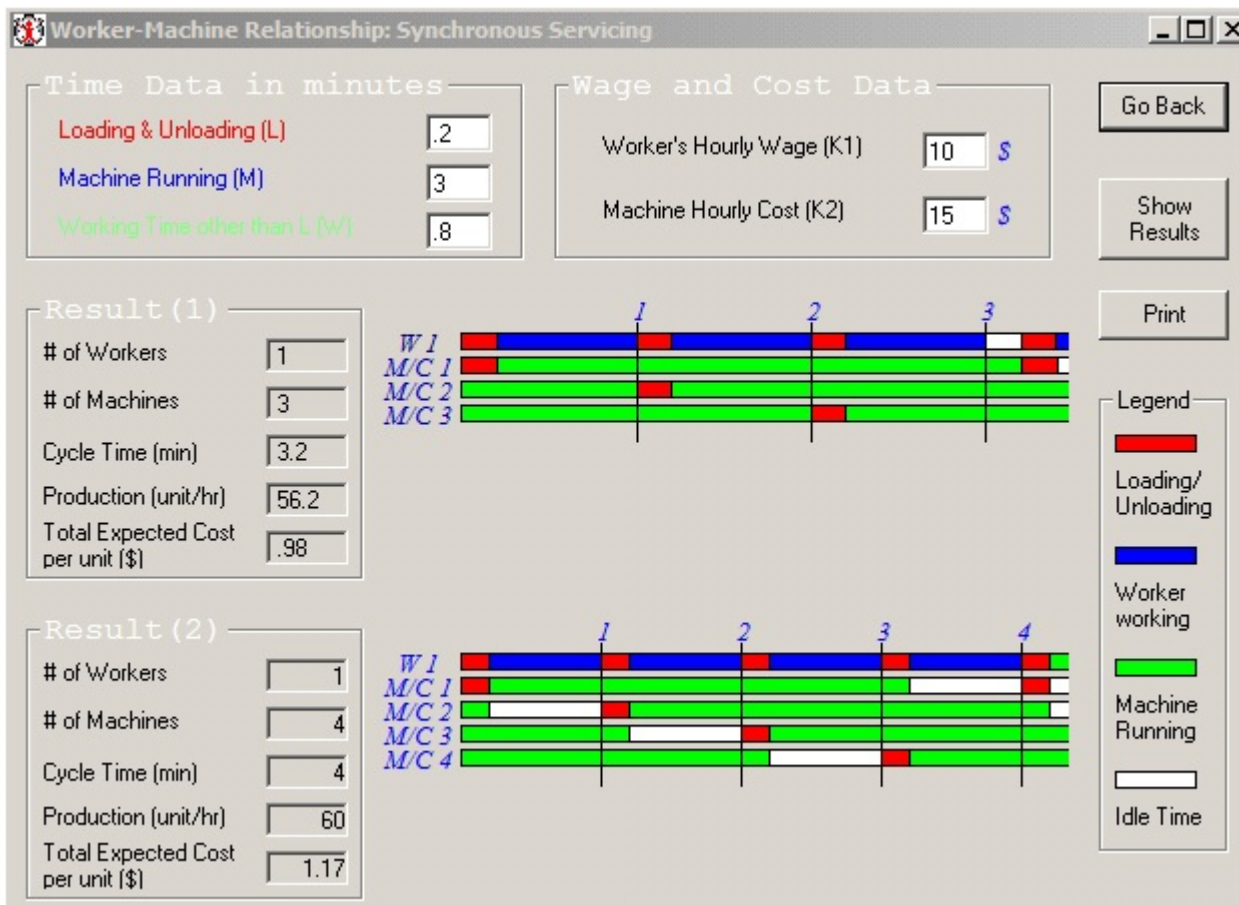 Worker-Machine Relationship: Synchronous Servicing
Time Data in minutes
Loading & Unloading (L) .2
Machine Running (M) 3
Working Time other than L (W) .8
Wage and Cost Data
Worker's Hourly Wage (K1) 10 $
Machine Hourly Cost (K2) 15 $
Go Back
Show
Results
Print
Result(1)
# of Workers 1
# of Machines 3
Cycle Time (min) 3.2
Production (unit/hr) 56.2
Total Expected Cost
per unit ($) .98
1 2 3
W 1
M/C 1
M/C 2
M/C 3
Legend
Loading/
Unloading
Worker
working
Machine
Running
Idle Time
Result(2)
# of Workers 1
# of Machines 4
Cycle Time (min) 4
Production (unit/hr) 60
Total Expected Cost
per unit ($) 1.17
1 2 3 4
W 1
M/C 1
M/C 2
M/C 3
M/C 4